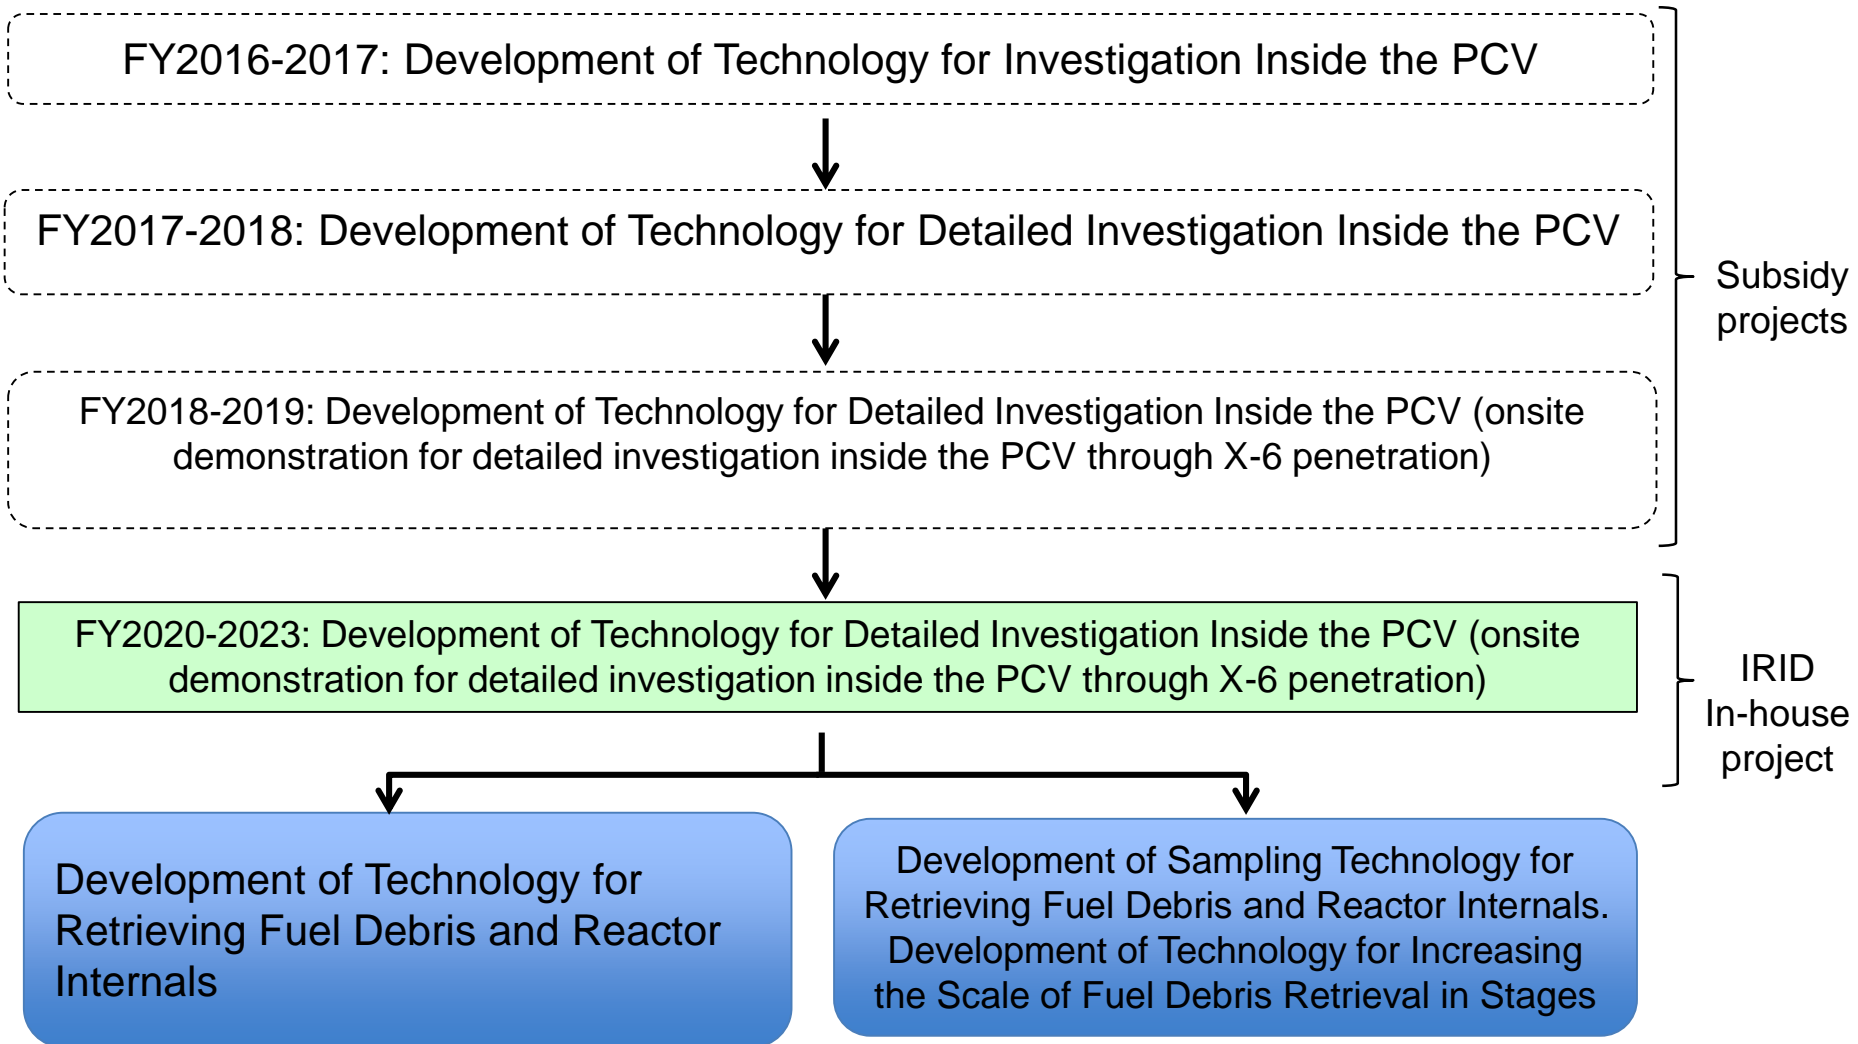 FY2016-2017: Development of Technology for Investigation Inside the PCV
FY2017-2018: Development of Technology for Detailed Investigation Inside the PCV
Subsidy
projects
FY2018-2019: Development of Technology for Detailed Investigation Inside the PCV (onsite
demonstration for detailed investigation inside the PCV through X-6 penetration)
FY2020-2023: Development of Technology for Detailed Investigation Inside the PCV (onsite
demonstration for detailed investigation inside the PCV through X-6 penetration)
IRID
In-house
project
Development of Technology for
Retrieving Fuel Debris and Reactor
Internals
Development of Sampling Technology for
Retrieving Fuel Debris and Reactor Internals.
Development of Technology for Increasing
the Scale of Fuel Debris Retrieval in Stages